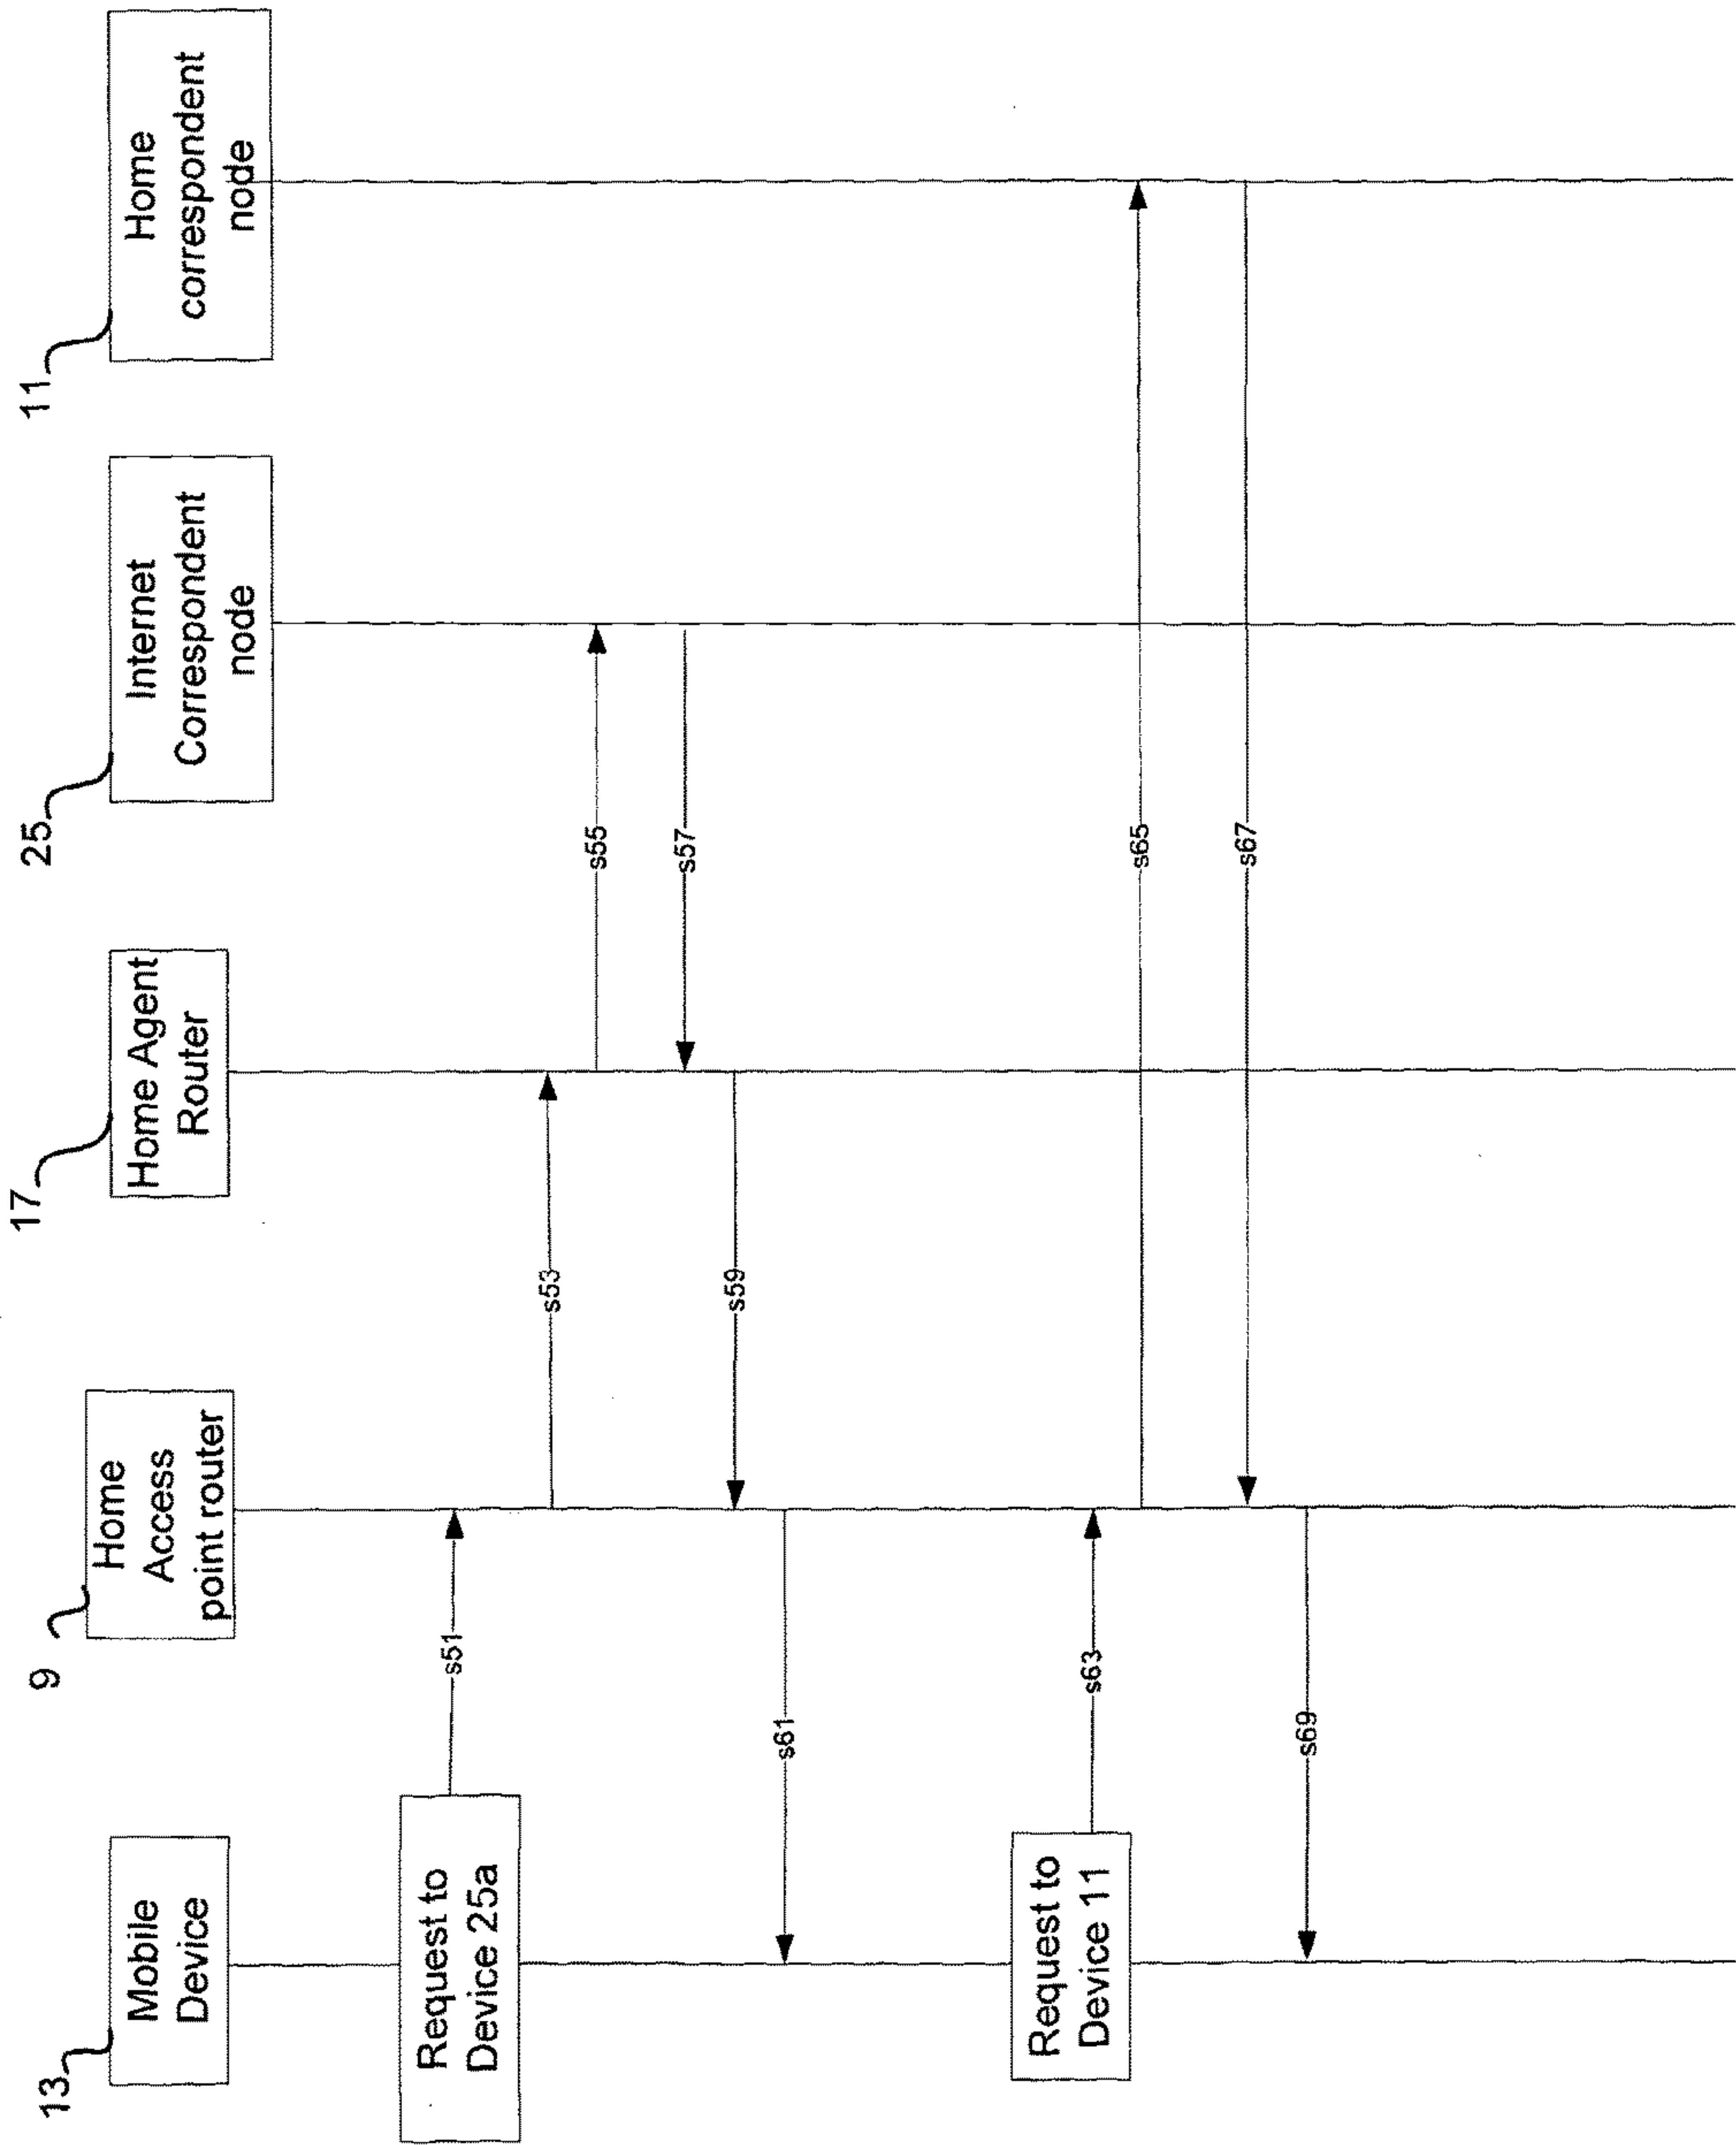 13
Mobile
Device
9
Home
Access
point router
17
Home Agent
Router
25
Internet
Correspondent
node
11
Home
correspondent
node
Request to
Device 25a
s51
s53
s55
s57
s59
s61
Request to
Device 11
s63
s65
s67
s69